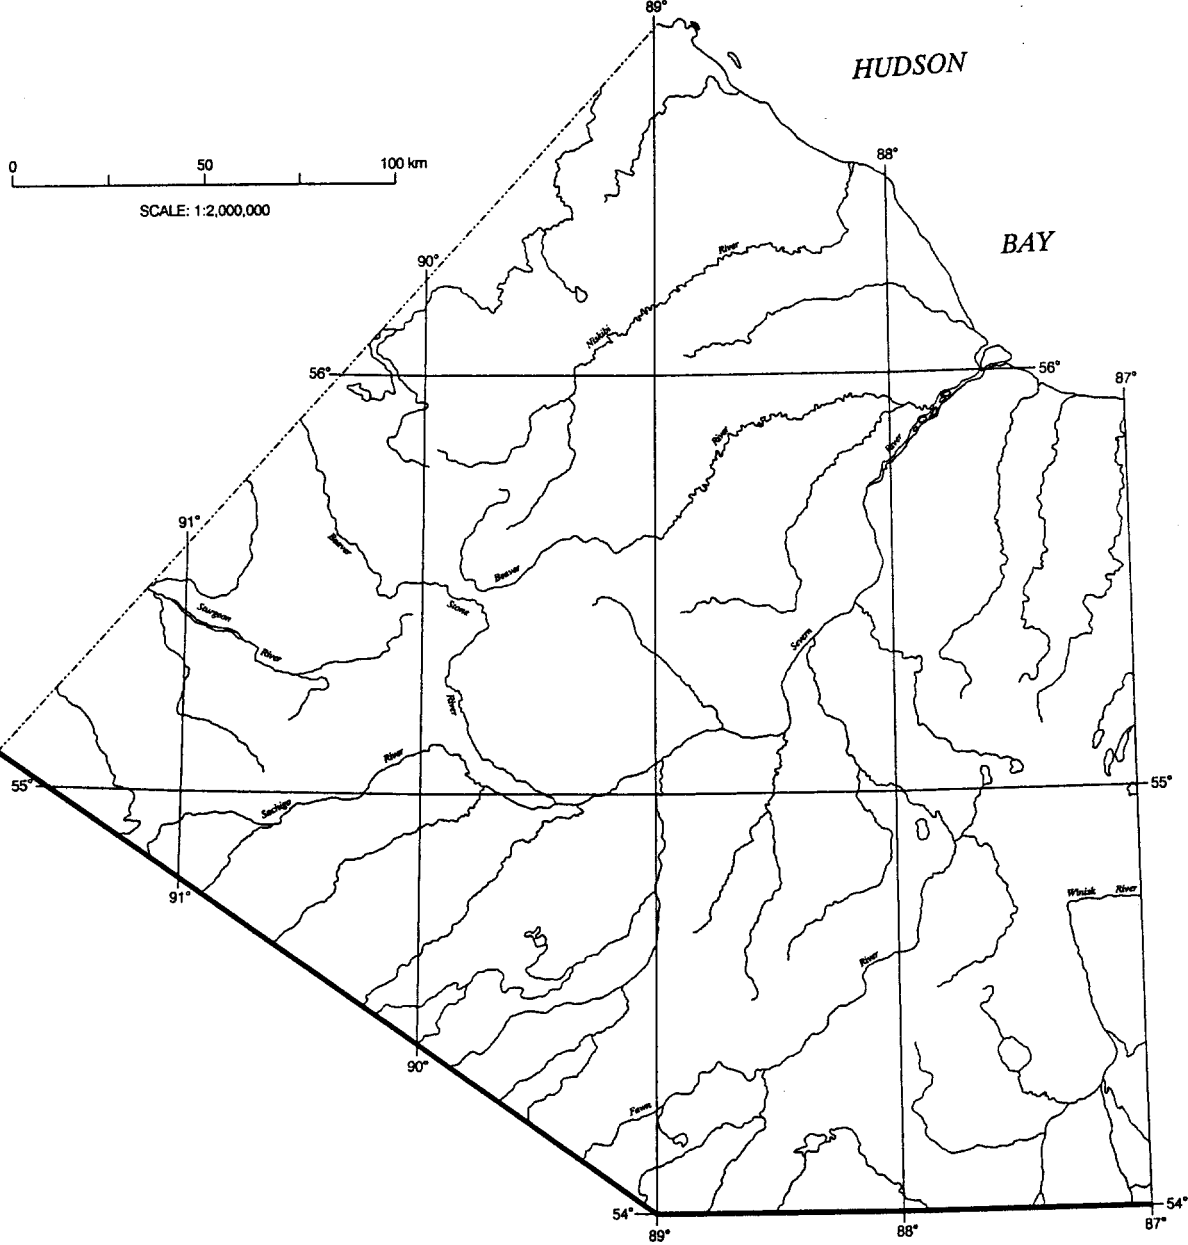 89°
HUDSON
0 50 100 km
88°
SCALE: 1:2,000,000
BAY
River
90°
Niskibi
56°
56°
87°
River
River
91°
Beaver
Beaver
Stone
Sturgeon
River
Severn
River
River
55°
55°
Sachigo
91°
Winisk River
River
90°
Fawn
54°
54°
89°
88°
87°